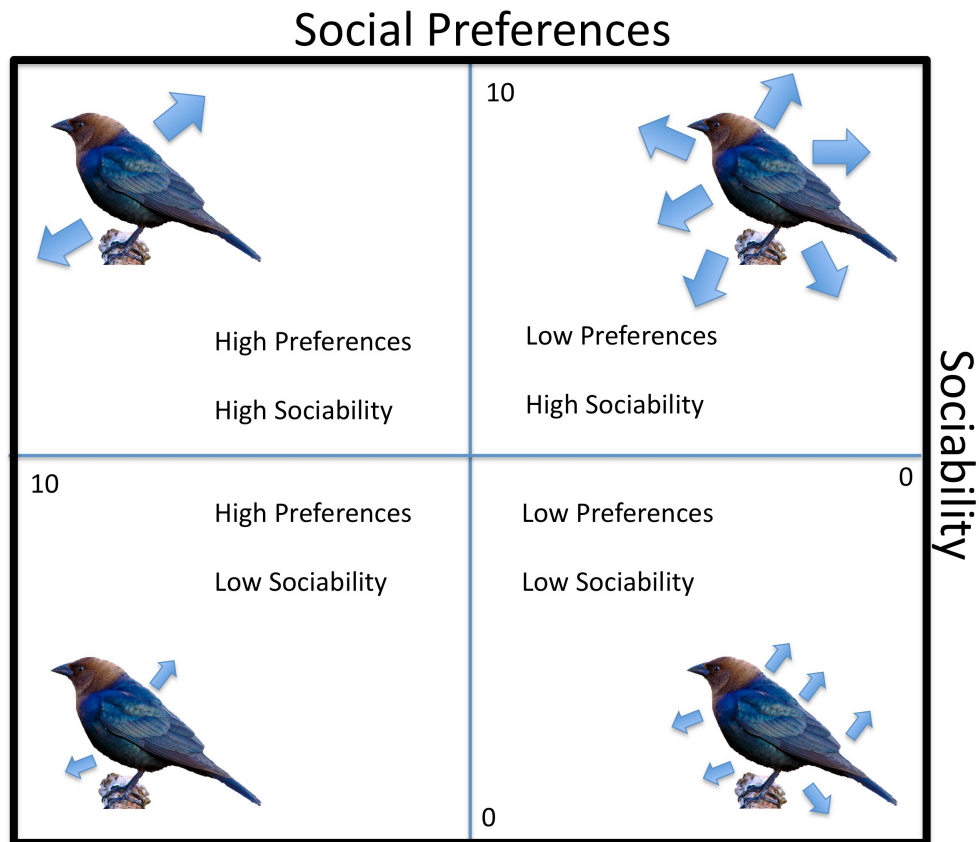 Social Preferences
10
High Preferences
High Sociability
Low Preferences
High Sociability
Sociability
10
0
High Preferences
Low Sociability
Low Preferences
Low Sociability
0